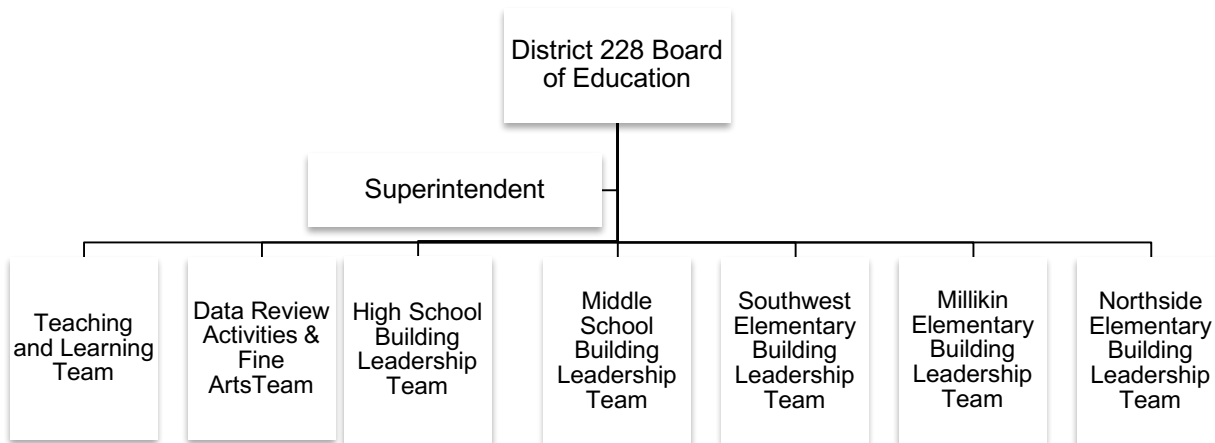 District 228 Board
of Education
Superintendent
Teaching
and Learning
Team
Data Review
Activities &
Fine
ArtsTeam
High School
Building
Leadership
Team
Middle
School
Building
Leadership
Team
Southwest
Elementary
Building
Leadership
Team
Millikin
Elementary
Building
Leadership
Team
Northside
Elementary
Building
Leadership
Team